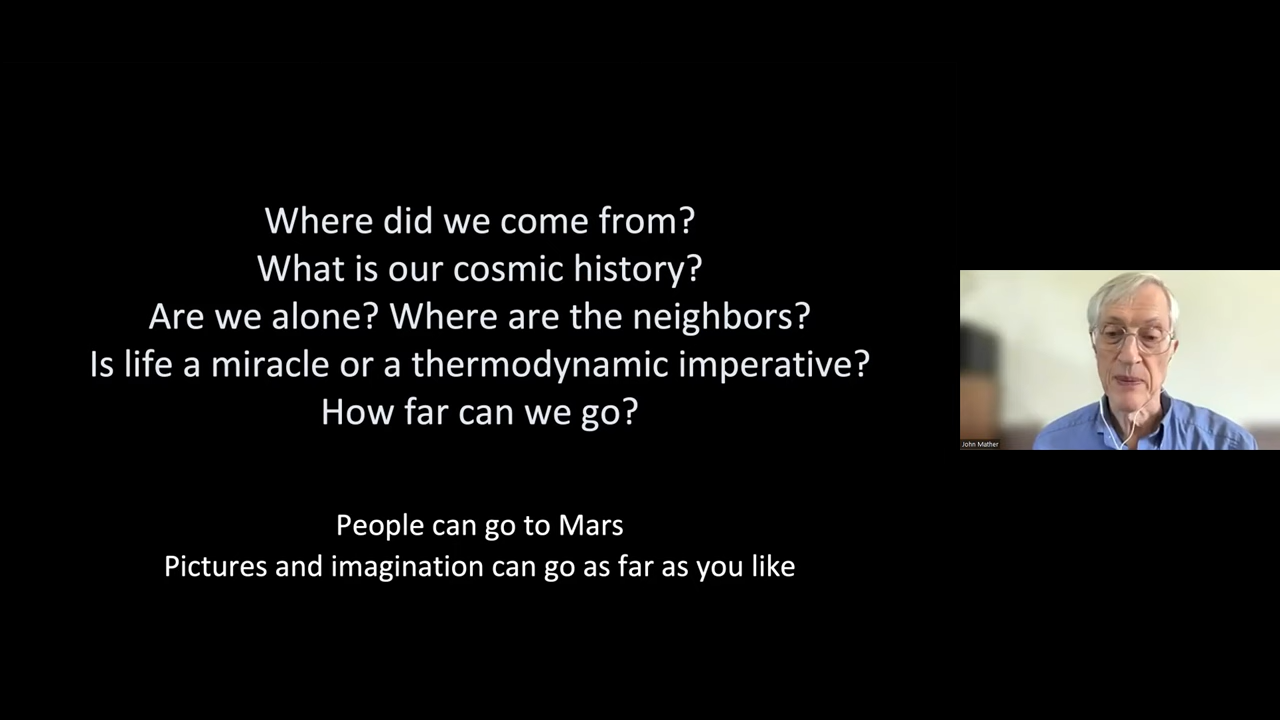 Where did we come from?
What is our cosmic history?
Are we alone? Where are the neighbors?
Is life a miracle or a thermodynamic imperative?
How far can we go?
People can go to Mars
Pictures and imagination can go as far as you like
John Mather